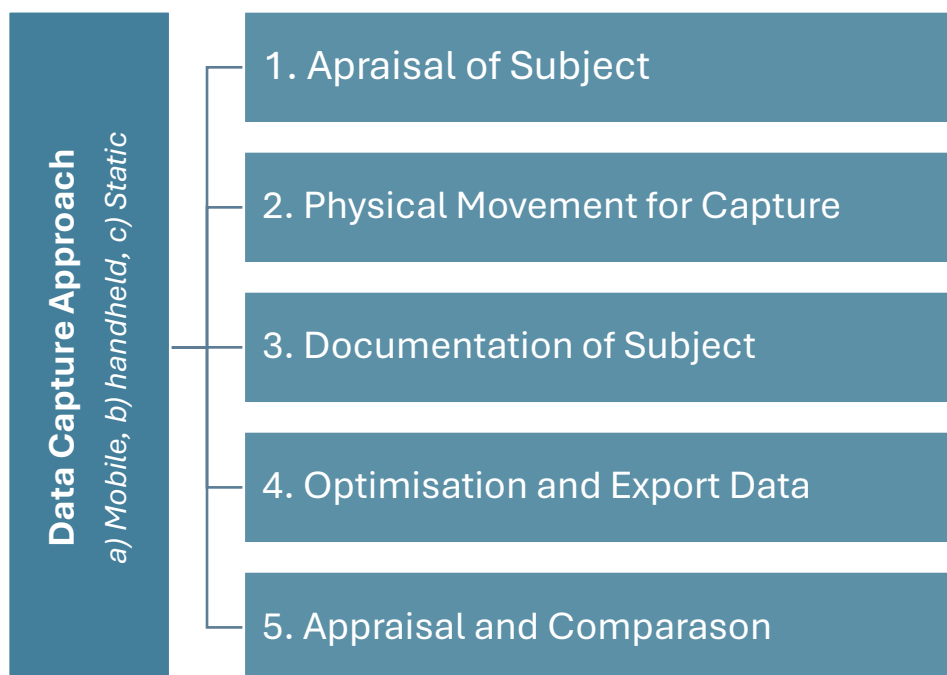 Data Capture Approach
a) Mobile, b) handheld, c) Static
1. Apraisal of Subject
2. Physical Movement for Capture
3. Documentation of Subject
4. Optimisation and Export Data
5. Appraisal and Comparason